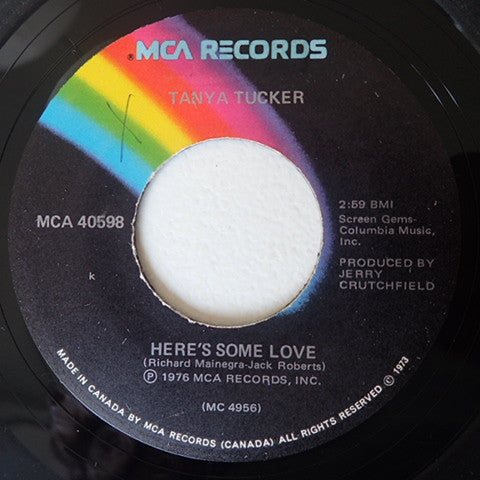 ® MCA RECORDS
TANYA TUCKER
MCA 40598
2:59 BMI
Screen Gems-
Columbia Music,
Inc.
PRODUCED BY
JERRY
CRUTCHFIELD
k
HERE'S SOME LOVE
(Richard Mainegra-Jack Roberts)
Ⓟ 1976 MCA RECORDS, INC.
(MC 4956)
MADE IN CANADA BY MCA RECORDS (CANADA) ALL RIGHTS RESERVED © 1973